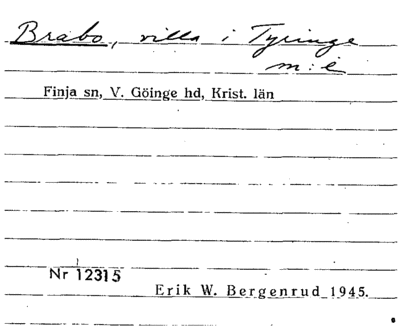 Brabo, villa i Tyringe
m:e
Finja sn, V. Göinge hd, Krist. län
Nr 12315
Erik W. Bergenrud 1945.